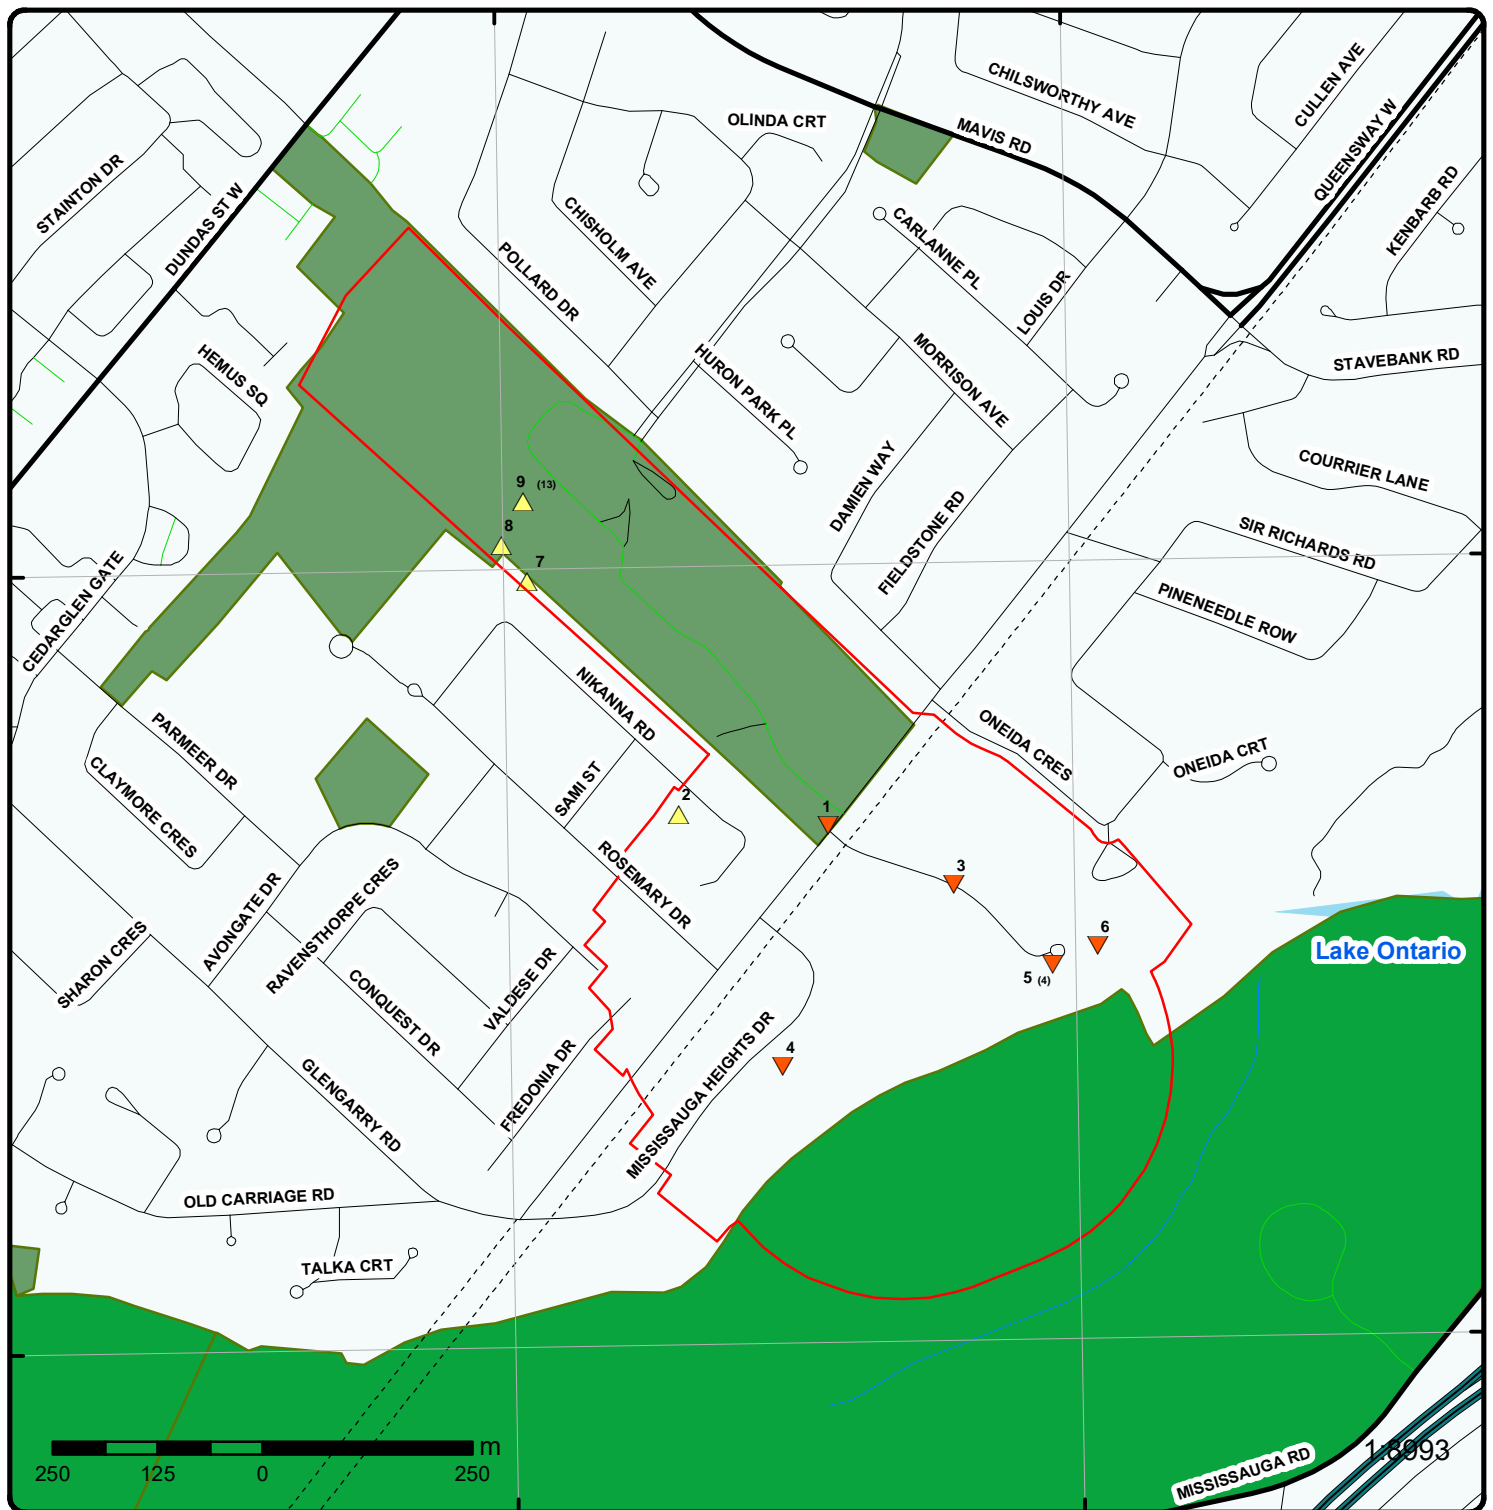 CHILSWORTHY AVE
CULLEN AVE
OLINDA CRT
MAVIS RD
QUEENSWAY W
STAINTON DR
DUNDAS ST W
KENBARB RD
CHISHOLM AVE
CARLANNE PL
POLLARD DR
LOUIS DR
HEMUS SQ
HURON PARK PL
MORRISON AVE
STAVEBANK RD
DAMIEN WAY
COURRIER LANE
9 (13)
8
7
FIELDSTONE RD
SIR RICHARDS RD
CEDARGLEN GATE
PINENEEDLE ROW
NIKANNA RD
PARMEER DR
ONEIDA CRES
ONEIDA CRT
CLAYMORE CRES
SAMI ST
2
1
ROSEMARY DR
3
AVONGATE DR
RAVENSTHORPE CRES
SHARON CRES
6
Lake Ontario
5 (4)
CONQUEST DR
VALDESE DR
4
MISSISSAUGA HEIGHTS DR
FREDONIA DR
GLENGARRY RD
OLD CARRIAGE RD
TALKA CRT
m
250 125 0 250
1:8993
MISSISSAUGA RD